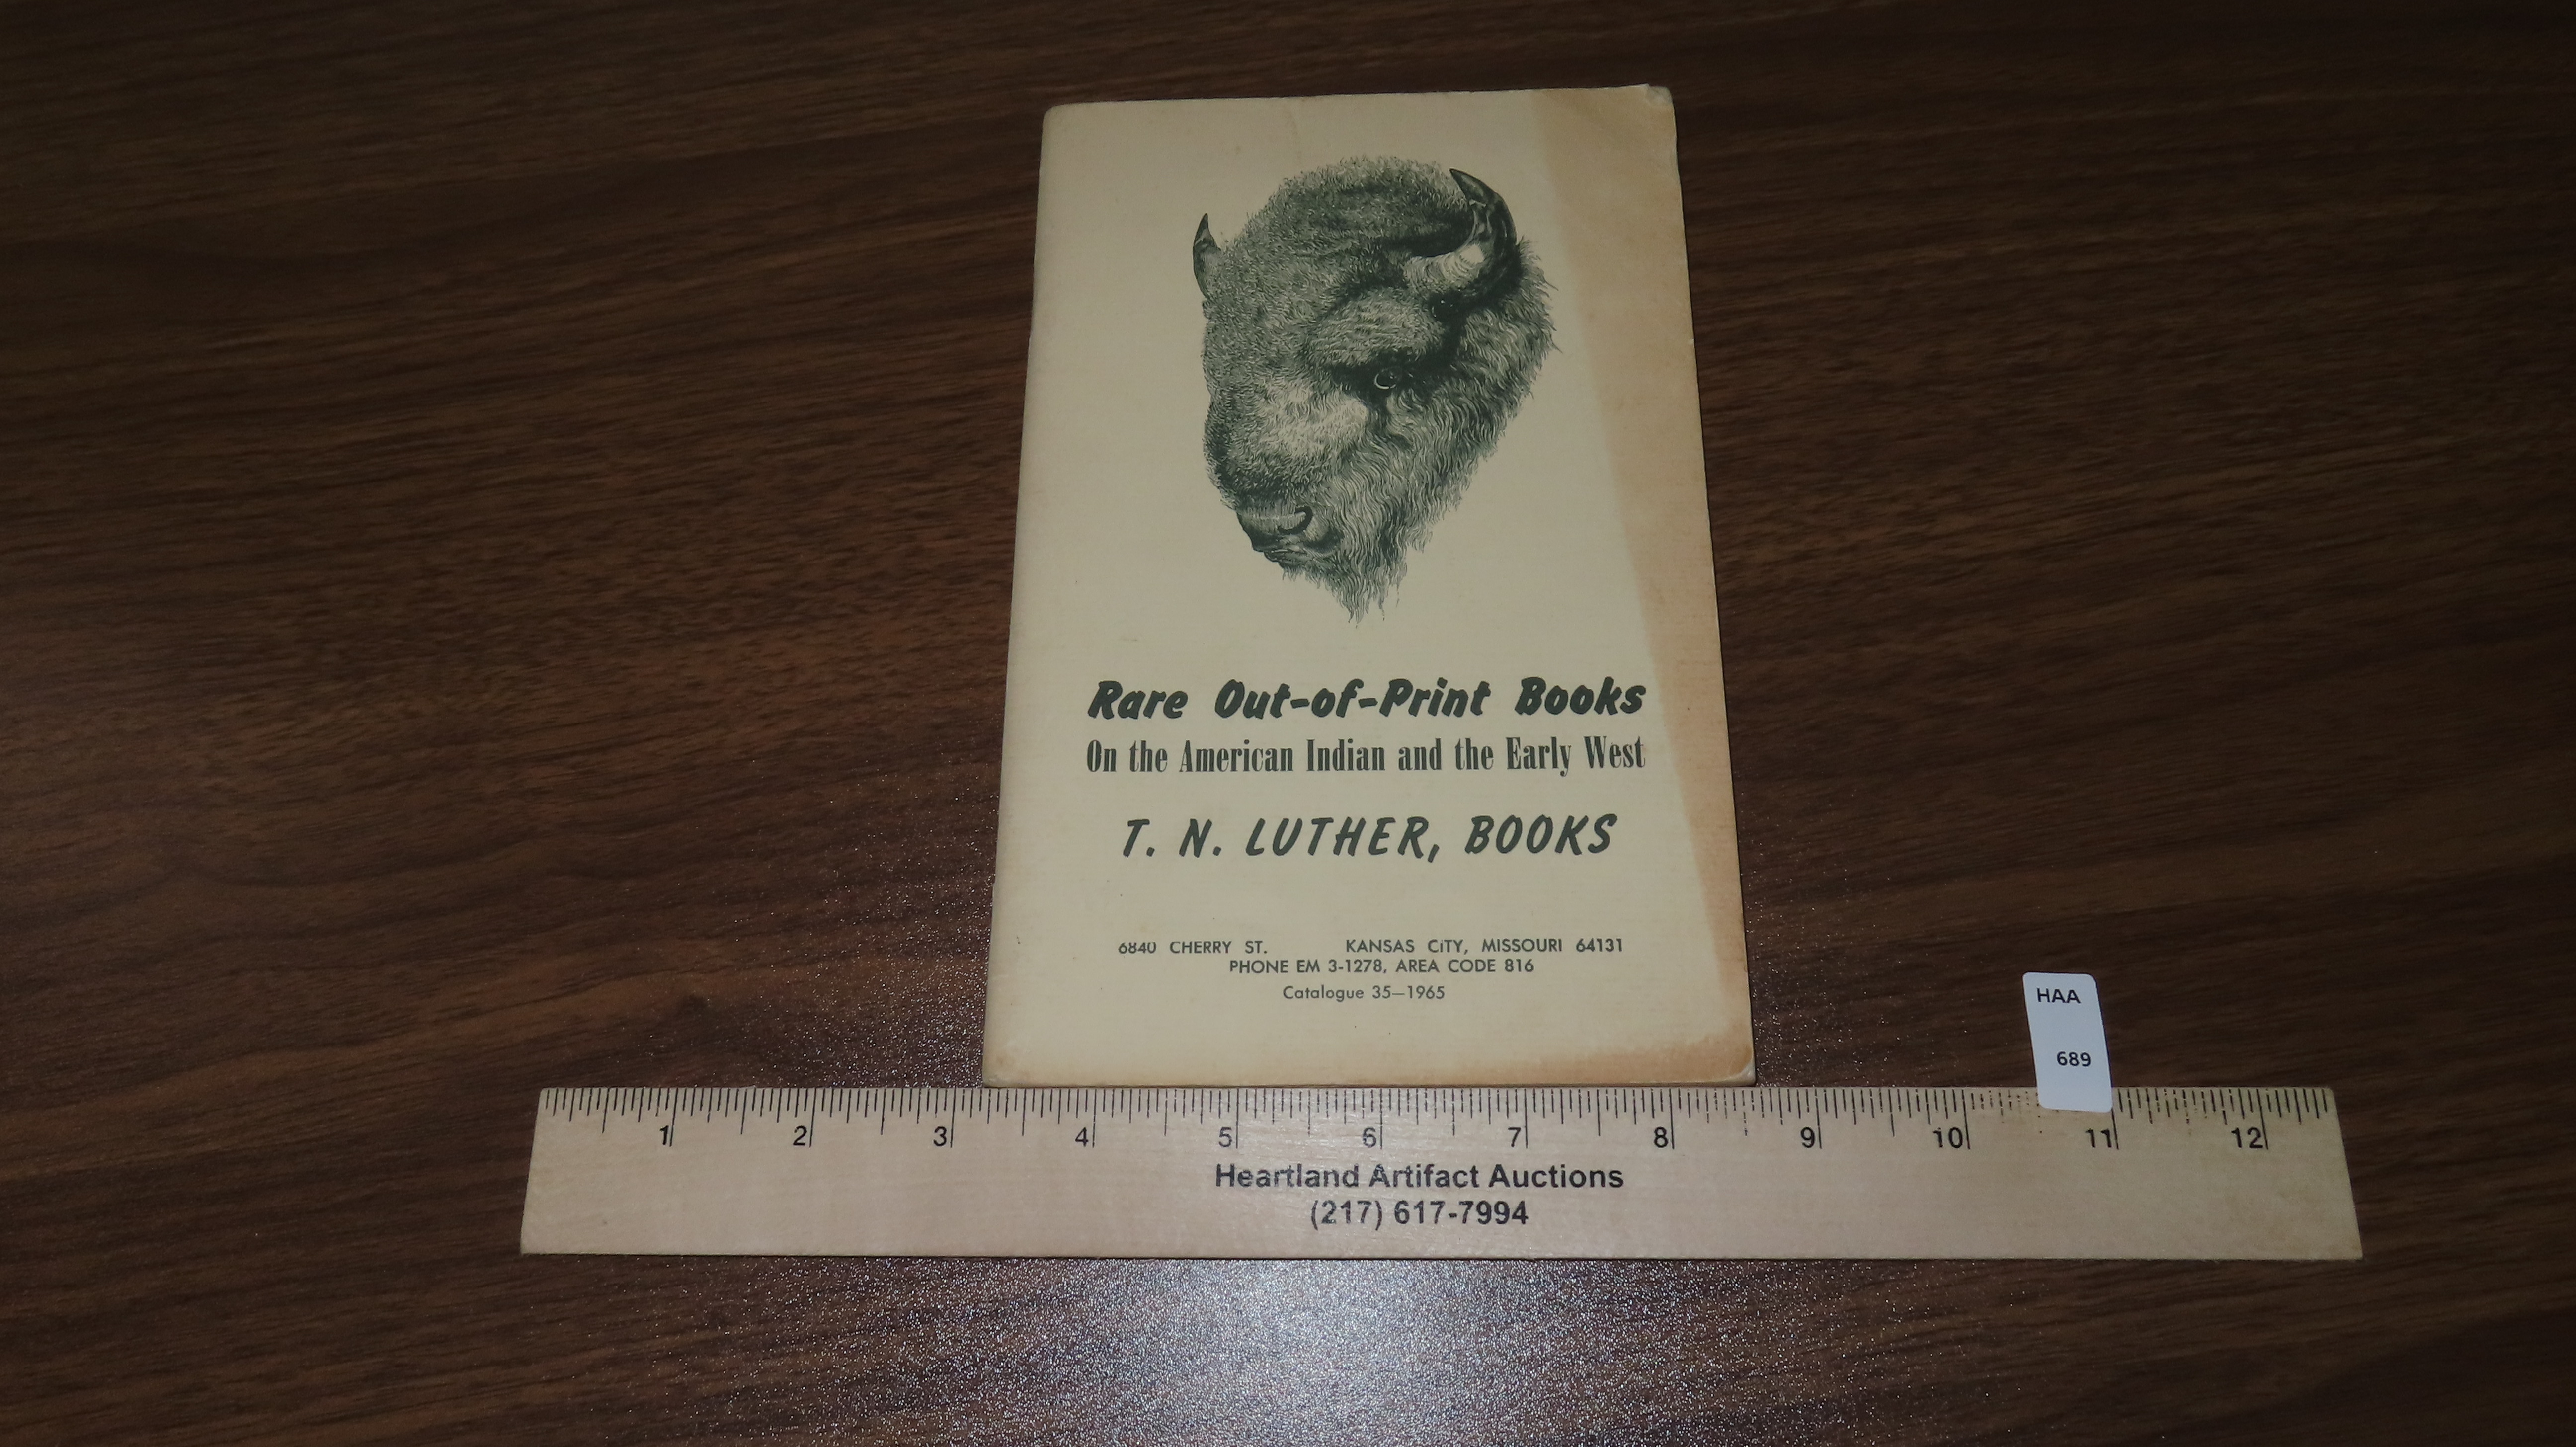 Rare Out-of-Print Books
On the American Indian and the Early West
T. N. LUTHER, BOOKS
6840 CHERRY ST. KANSAS CITY, MISSOURI 64131
PHONE EM 3-1278, AREA CODE 816
Catalogue 35—1965
HAA
689
1 2 3 4 5 6 7 8 9 10 11 12
Heartland Artifact Auctions
(217) 617-7994